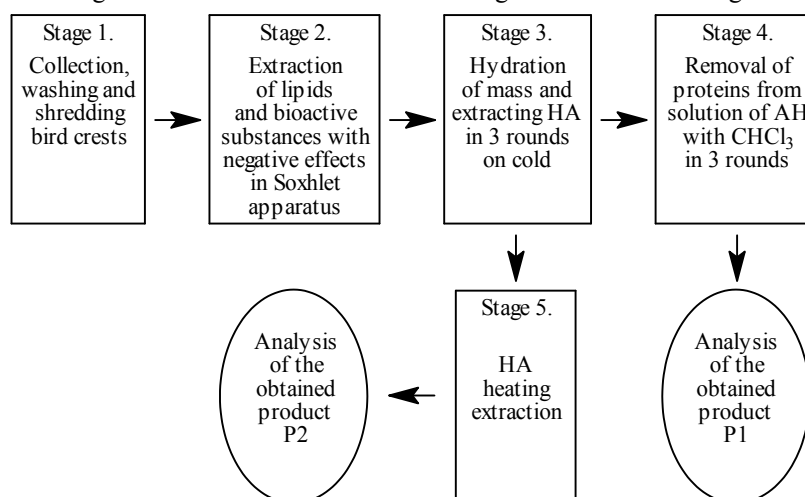 Stage 1.
Collection,
washing and
shredding
bird crests
Stage 2.
Extraction
of lipids
and bioactive
substances with
negative effects
in Soxhlet
apparatus
Stage 3.
Hydration
of mass and
extracting HA
in 3 rounds
on cold
Stage 4.
Removal of
proteins from
solution of AH
with CHCl3
in 3 rounds
Analysis
of the
obtained
product
P2
Stage 5.
HA
heating
extraction
Analysis
of the
obtained
product
P1